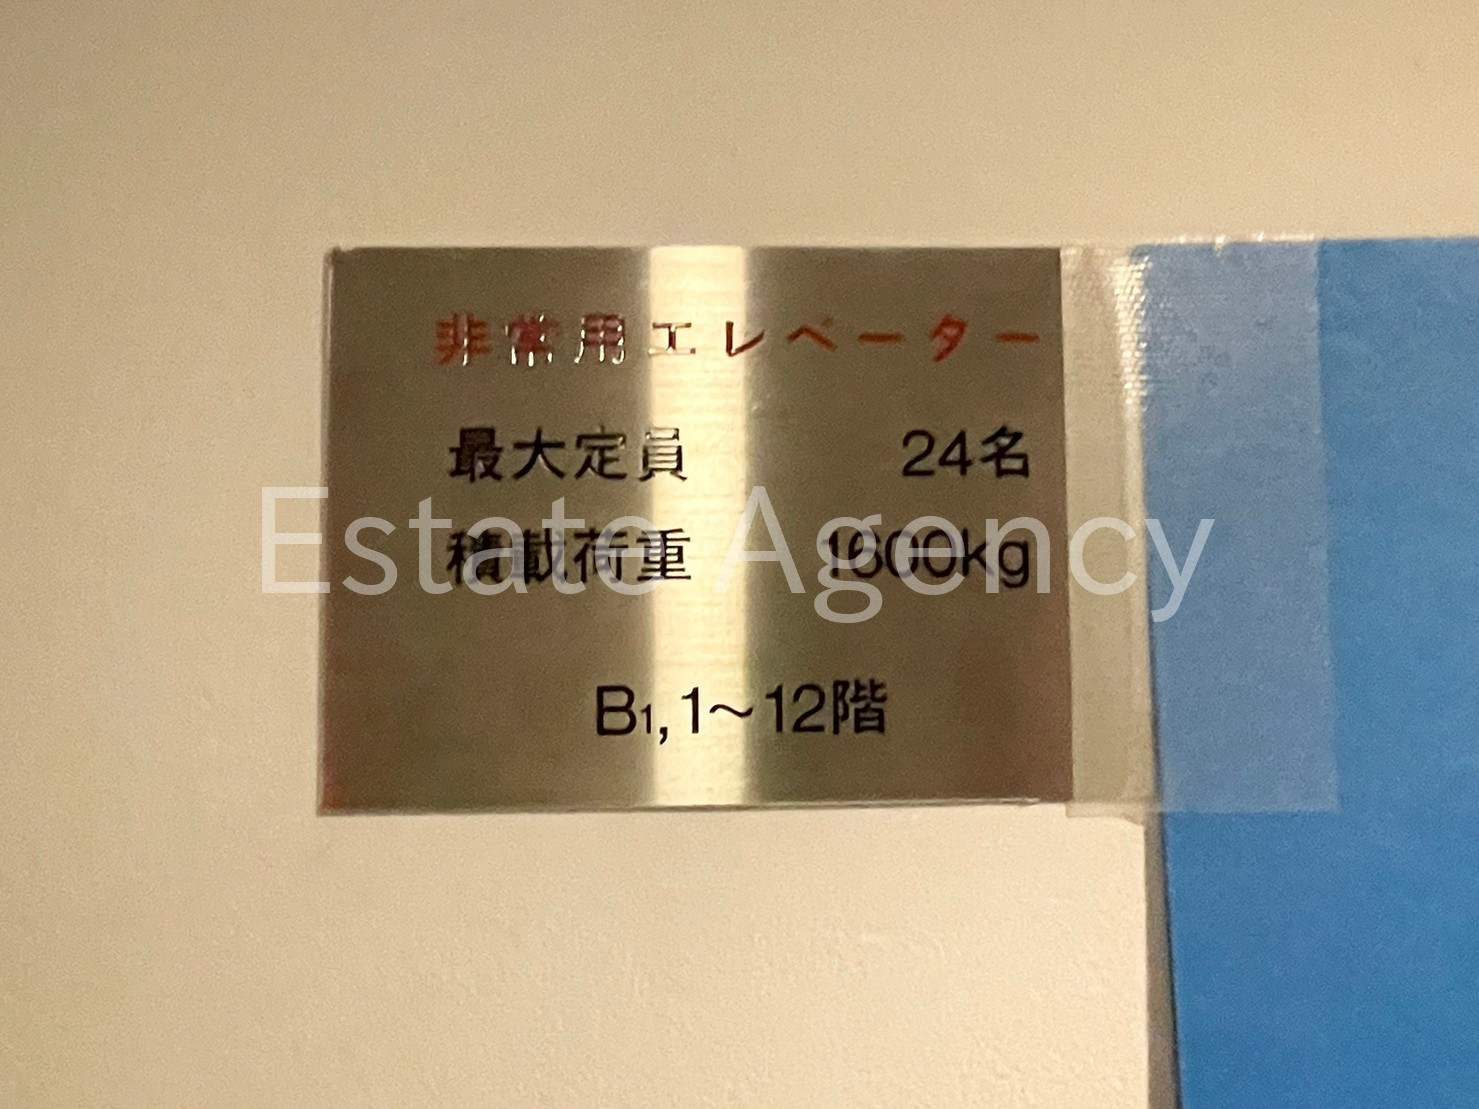 非常用エレベーター
最大定員 24名
積載荷重 1600kg
Estate Agency
B1,1～12階